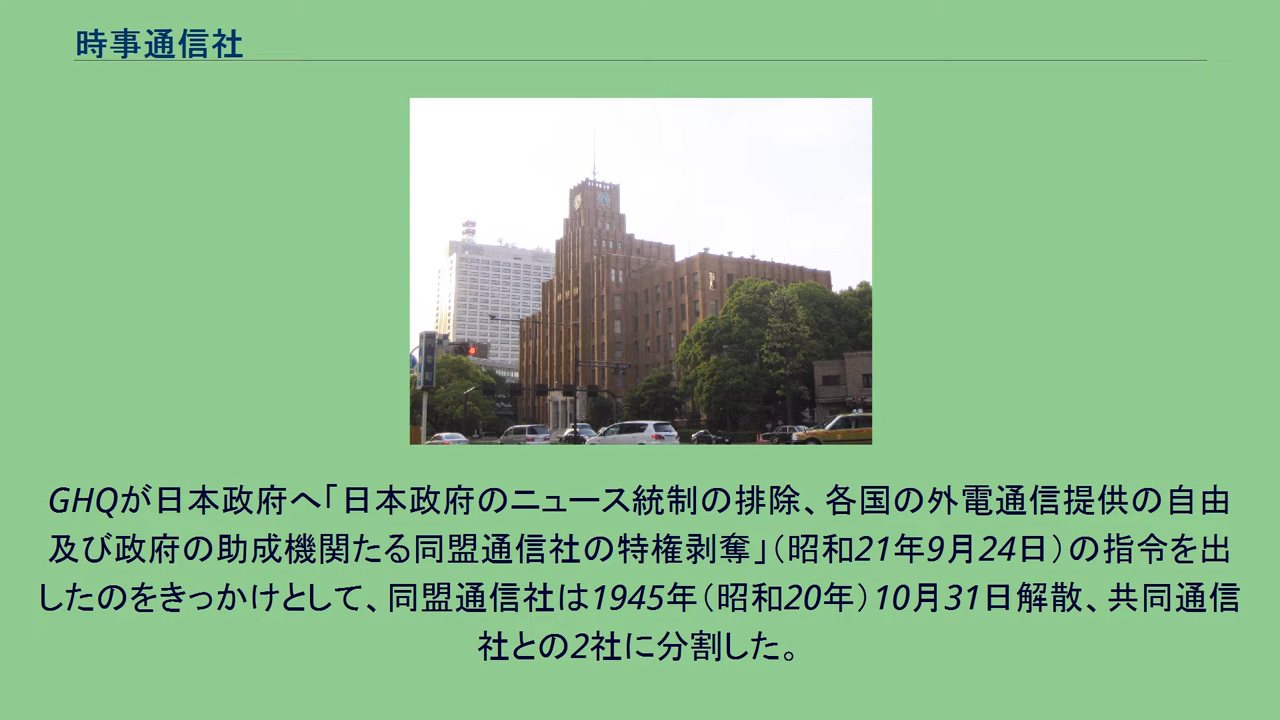 時事通信社
GHQが日本政府へ「日本政府のニュース統制の排除、各国の外電通信提供の自由
及び政府の助成機関たる同盟通信社の特権剥奪」（昭和21年9月24日）の指令を出
したのをきっかけとして、同盟通信社は1945年（昭和20年）10月31日解散、共同通信
社との2社に分割した。